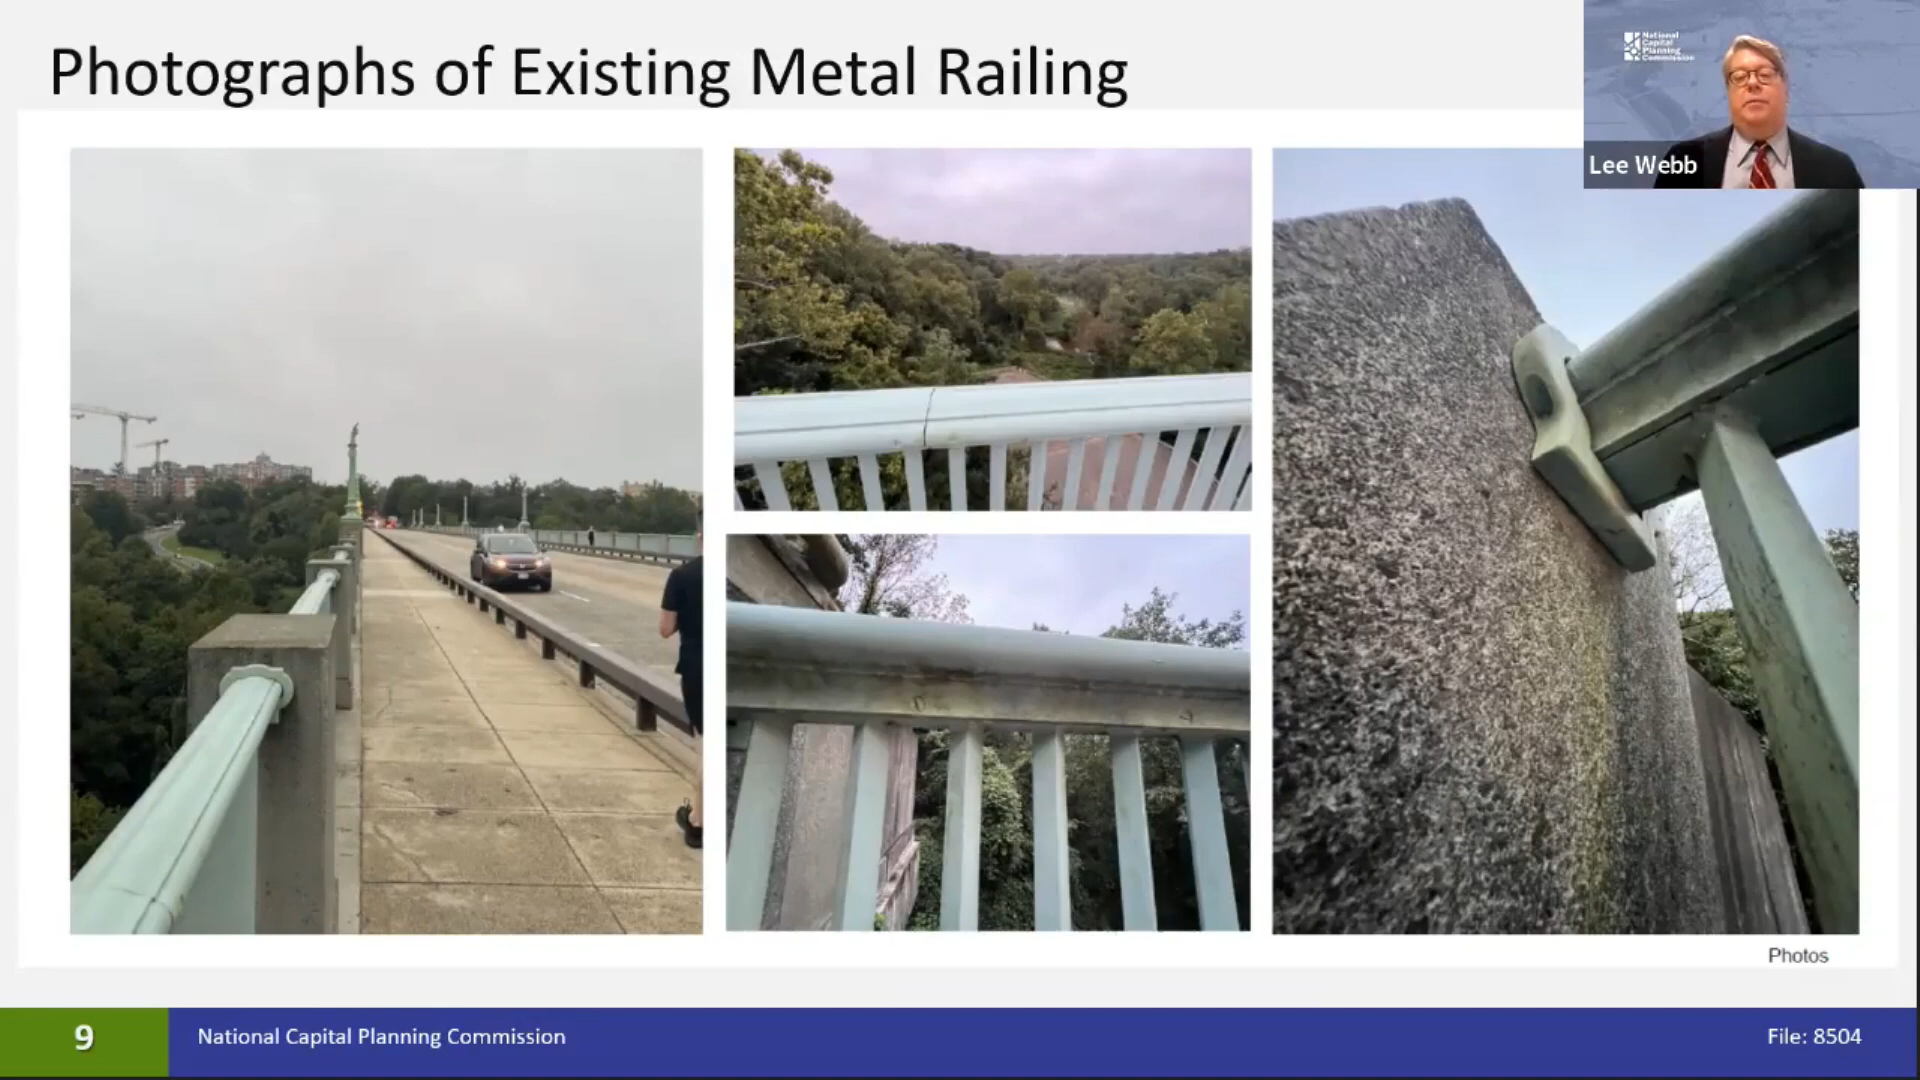 Photographs of Existing Metal Railing
National
Capital
Planning
Commission
Lee Webb
Photos
9
National Capital Planning Commission
File: 8504